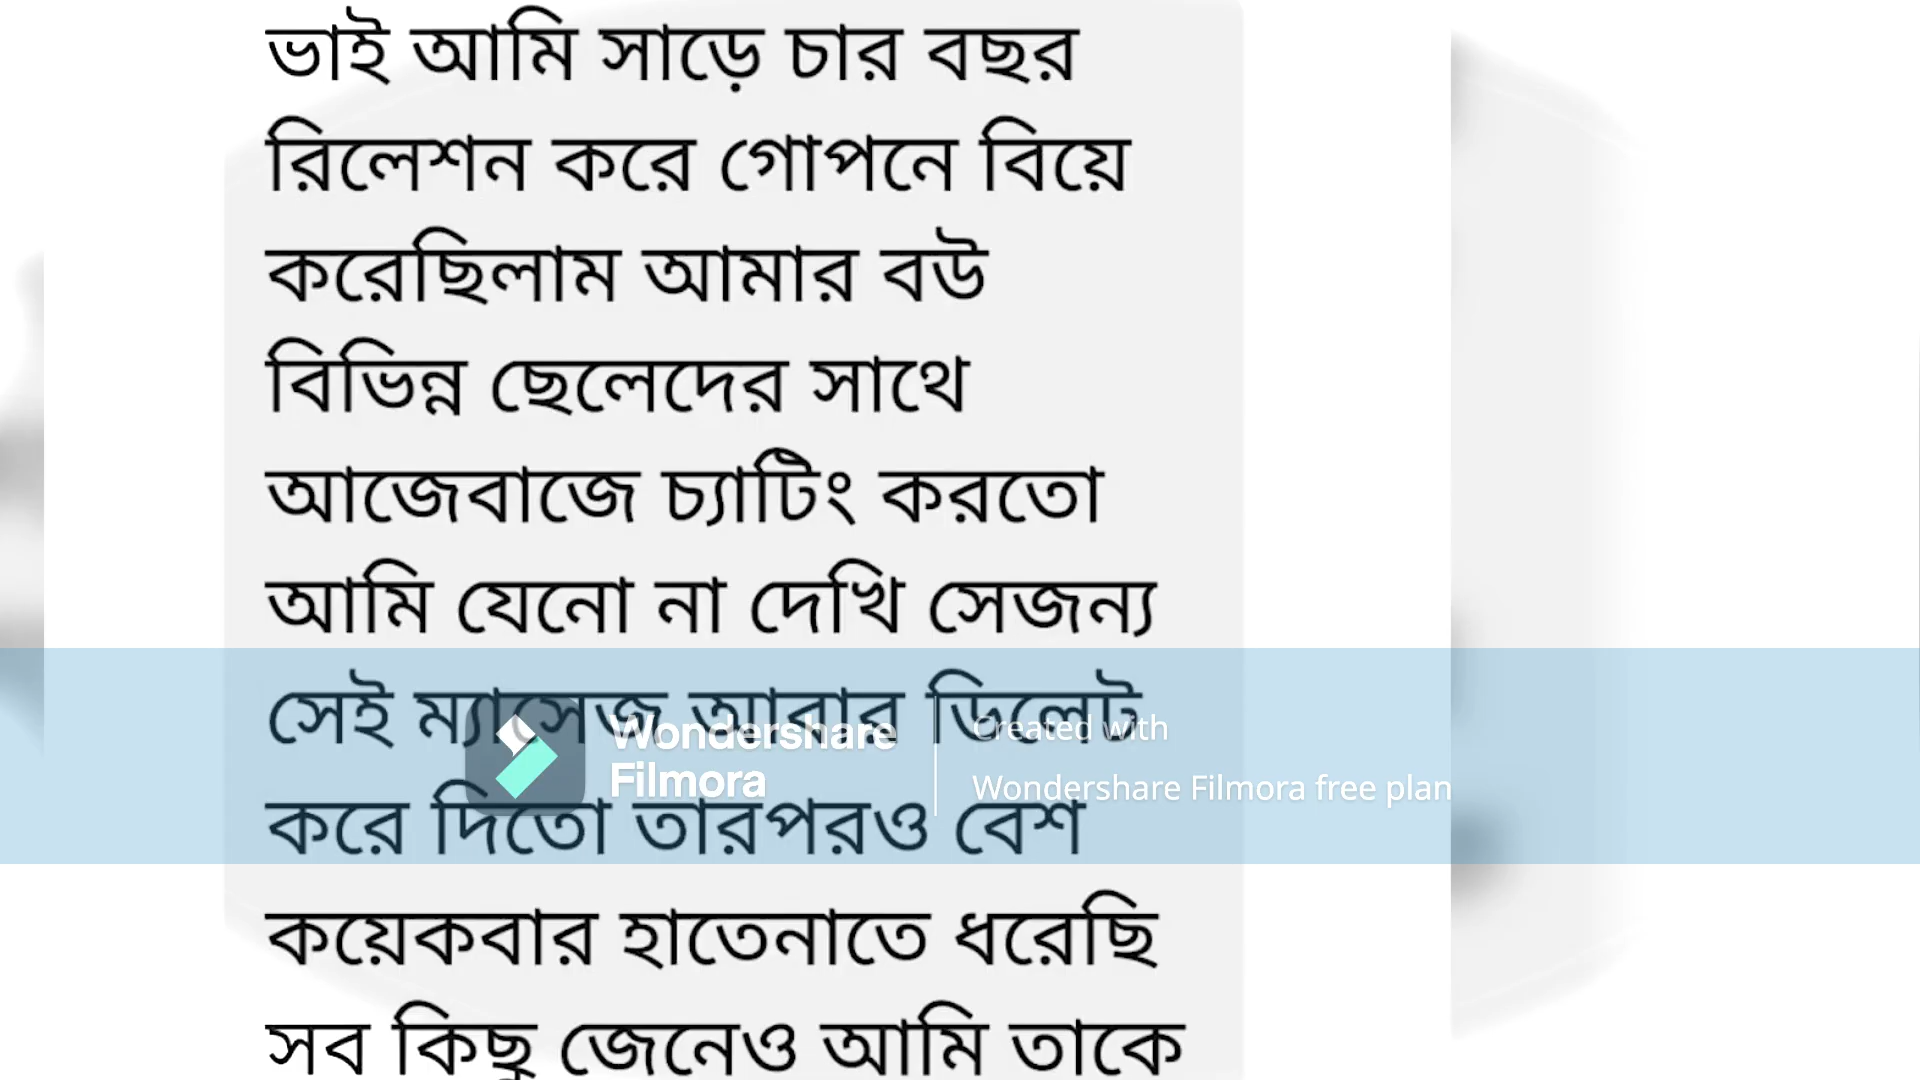 ভাই আমি সাড়ে চার বছর
রিলেশন করে গোপনে বিয়ে
করেছিলাম আমার বউ
বিভিন্ন ছেলেদের সাথে
আজেবাজে চ্যাটিং করতো
আমি যেনো না দেখি সেজন্য
সেই ম্যাসেজ আবার ডিলেট
করে দিতো তারপরও বেশ
কয়েকবার হাতেনাতে ধরেছি
সব কিছু জেনেও আমি তাকে
Wondershare
Filmora
Created with
Wondershare Filmora free plan